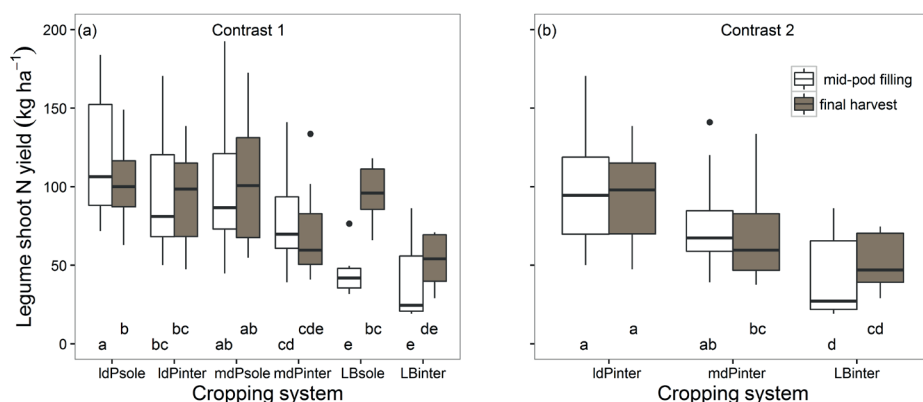 (a) Contrast 1
Legume shoot N yield (kg ha⁻¹)
200
150
100
50
0
b bc ab cde bc de
a bc ab cd e e
ldPsole ldPinter mdPsole mdPinter LBsole LBinter
Cropping system
(b) Contrast 2
mid-pod filling
final harvest
a bc cd
a ab d
ldPinter mdPinter LBinter
Cropping system